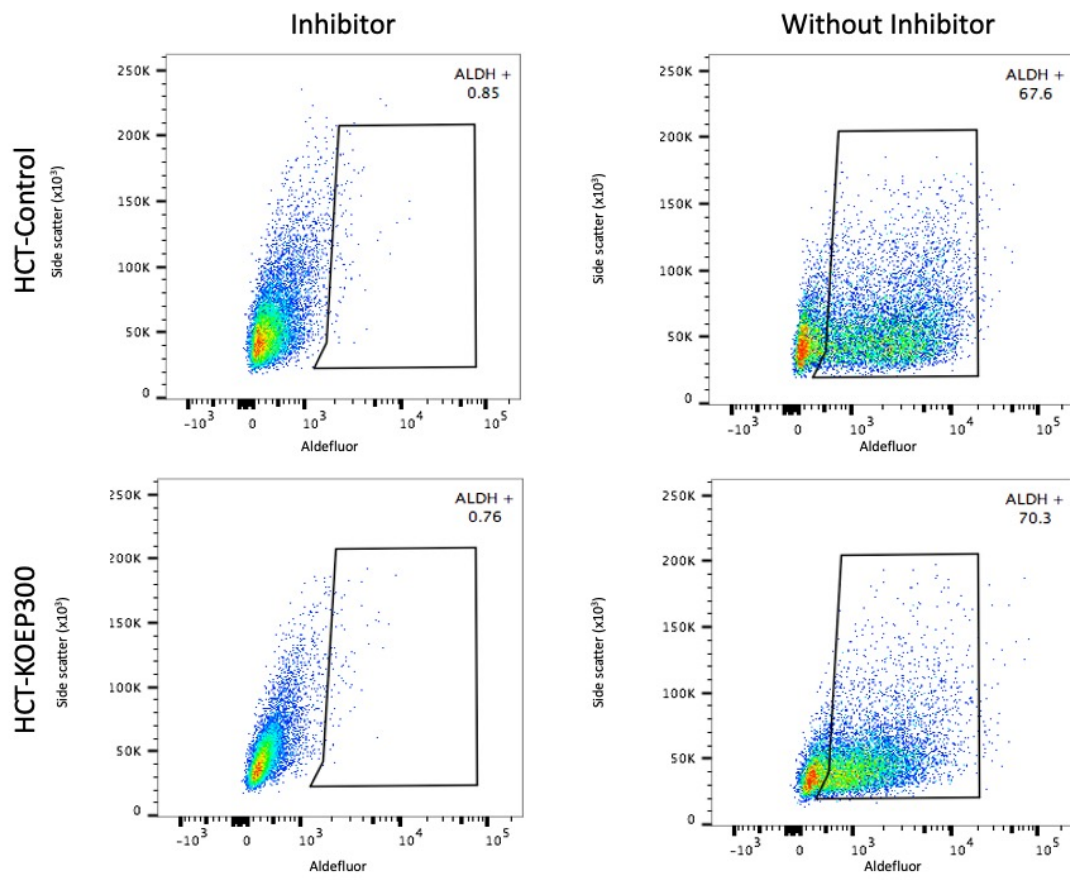 Inhibitor
Without Inhibitor
HCT-Control
Side scatter (x10³)
250K
200K
150K
100K
50K
0
ALDH +
0.85
-10³ 0 10³ 10⁴ 10⁵
Aldefluor
Side scatter (x10³)
250K
200K
150K
100K
50K
0
ALDH +
67.6
-10³ 0 10³ 10⁴ 10⁵
Aldefluor
HCT-KOEP300
Side scatter (x10³)
250K
200K
150K
100K
50K
0
ALDH +
0.76
-10³ 0 10³ 10⁴ 10⁵
Aldefluor
Side scatter (x10³)
250K
200K
150K
100K
50K
0
ALDH +
70.3
-10³ 0 10³ 10⁴ 10⁵
Aldefluor